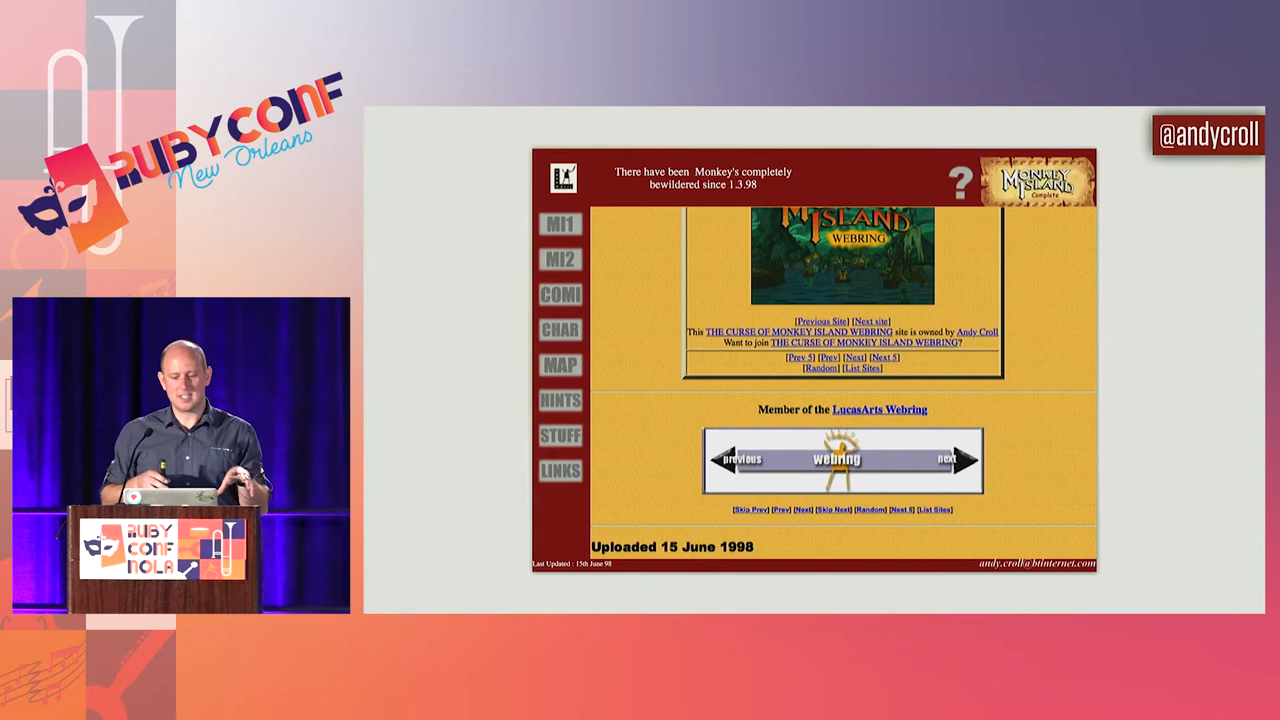 RUBYCONF
New Orleans
@andycroll
There have been Monkey's completely
bewildered since 1.3.98
?
MONKEY
ISLAND
Complete
MI1
MI2
COMI
CHAR
MAP
HINTS
STUFF
LINKS
ISLAND
WEBRING
[Previous Site] [Next site]
This THE CURSE OF MONKEY ISLAND WEBRING site is owned by Andy Croll
Want to join THE CURSE OF MONKEY ISLAND WEBRING?
[Prev 5] [Prev] [Next] [Next 5]
[Random] [List Sites]
Member of the LucasArts Webring
previous webring next
[Skip Prev] [Prev] [Next] [Skip Next] [Random] [Next 5] [List Sites]
Uploaded 15 June 1998
Last Updated : 15th June 98
andy.croll@btinternet.com
RUBY
CONF
NOLA